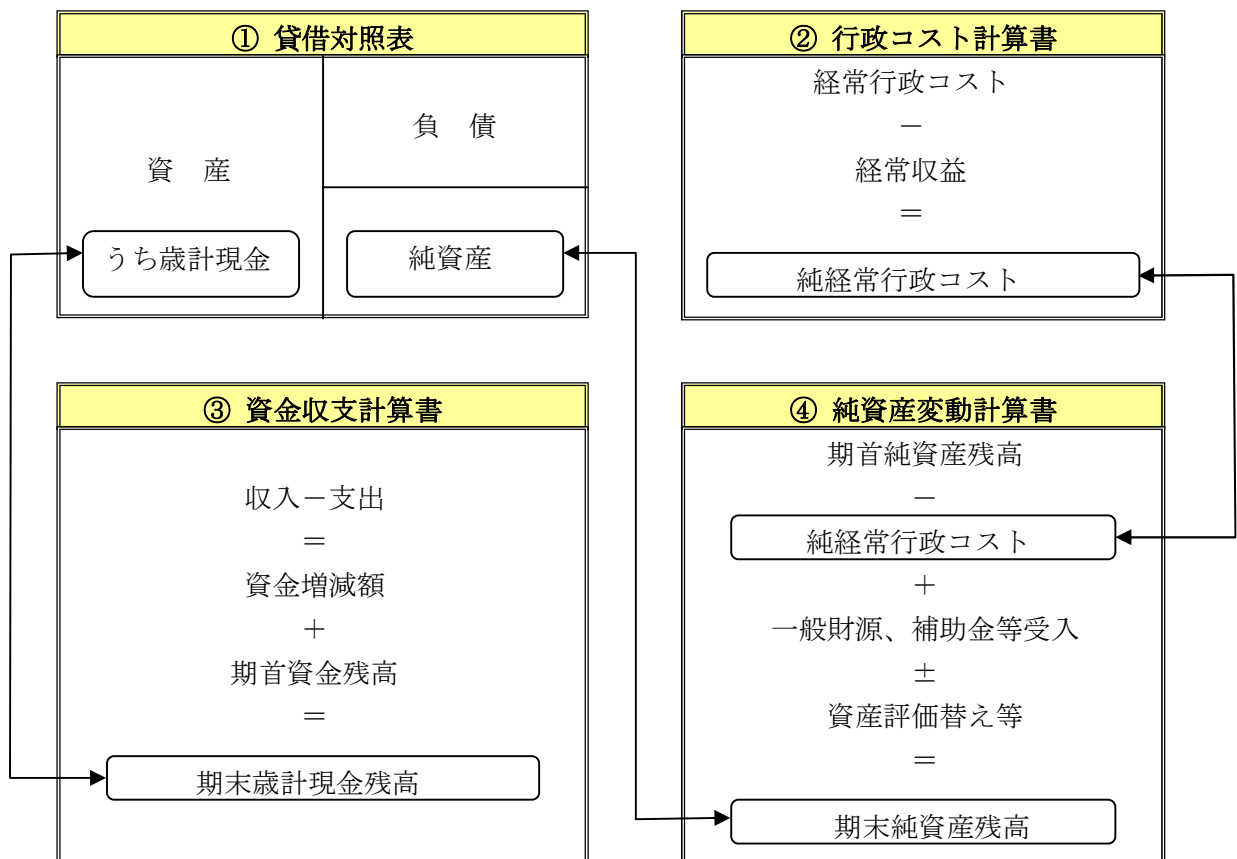 ① 貸借対照表
資　産
うち歳計現金
負　債
純資産
② 行政コスト計算書
経常行政コスト
－
経常収益
＝
純経常行政コスト
③ 資金収支計算書
収入－支出
＝
資金増減額
＋
期首資金残高
＝
期末歳計現金残高
④ 純資産変動計算書
期首純資産残高
－
純経常行政コスト
＋
一般財源、補助金等受入
±
資産評価替え等
＝
期末純資産残高